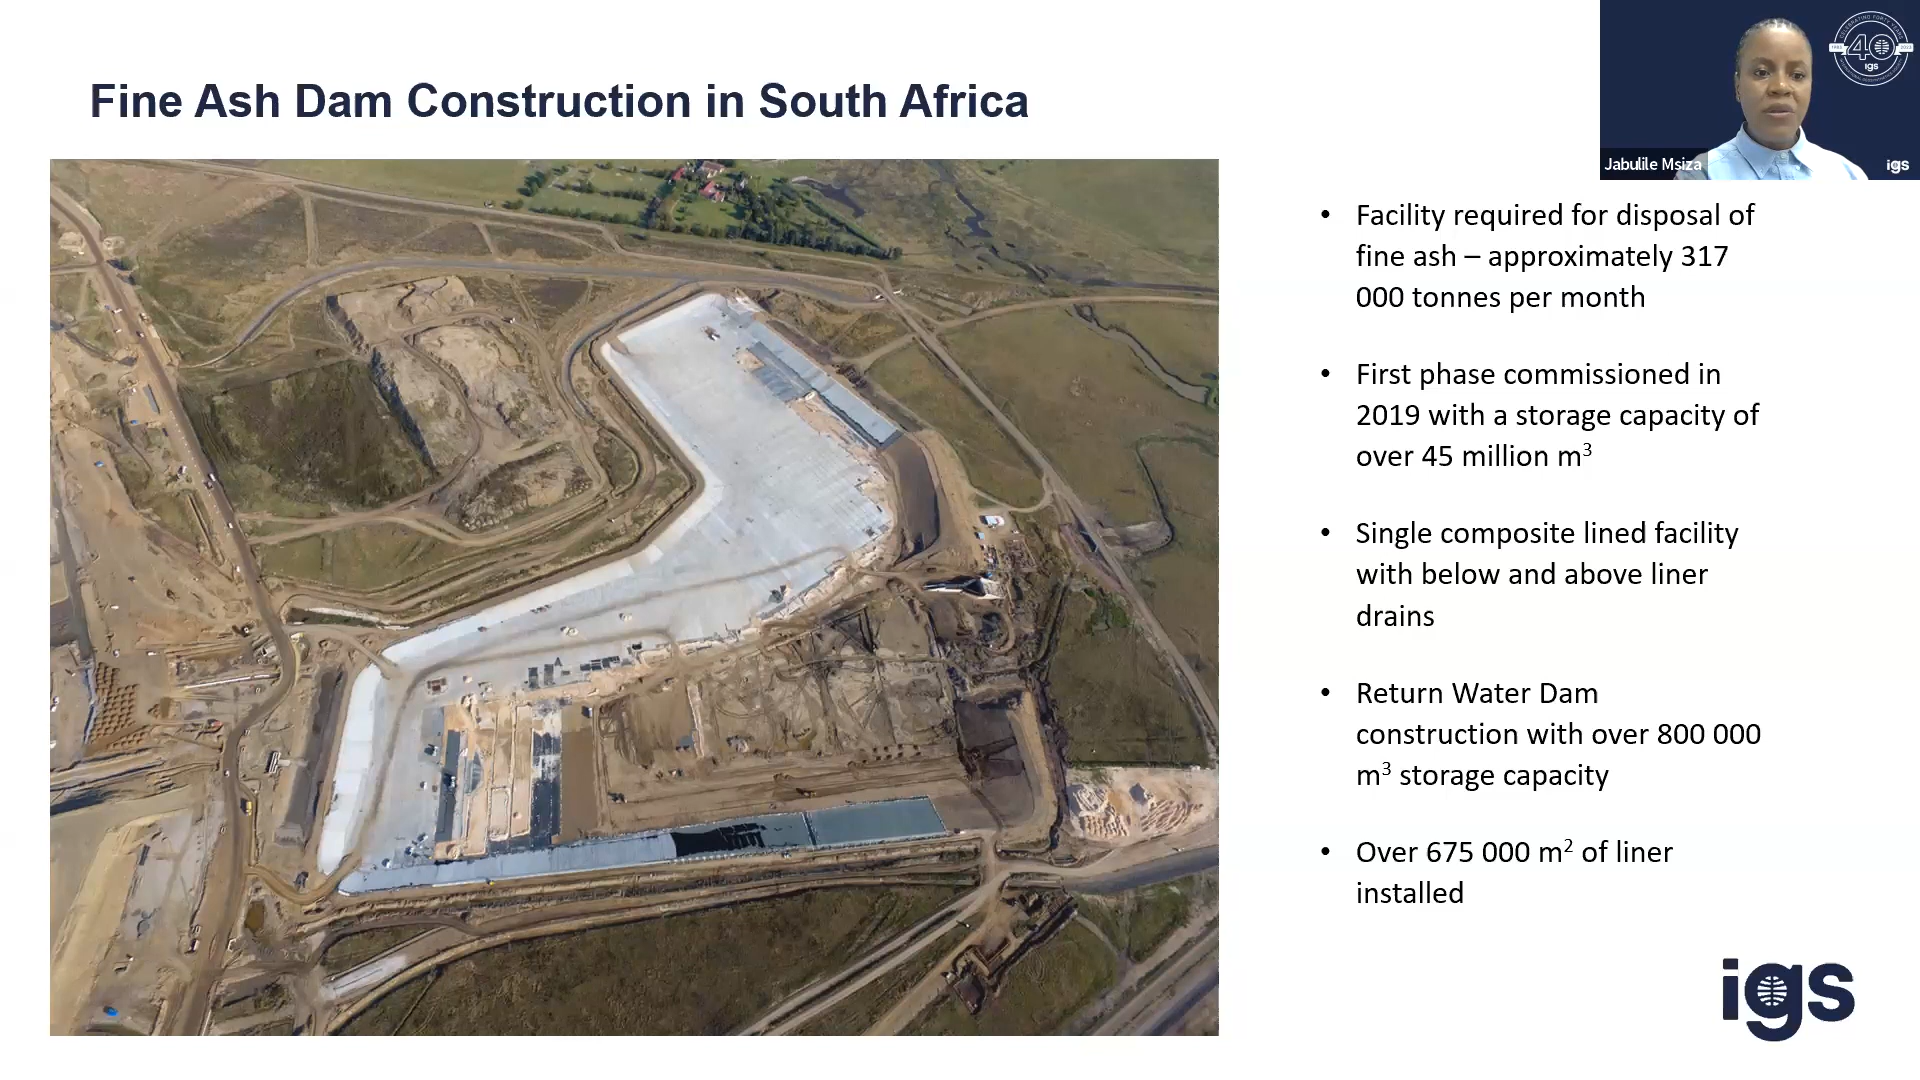 Fine Ash Dam Construction in South Africa
40
igs
Jabulile Msiza
igs
• Facility required for disposal of
fine ash – approximately 317
000 tonnes per month
• First phase commissioned in
2019 with a storage capacity of
over 45 million m³
• Single composite lined facility
with below and above liner
drains
• Return Water Dam
construction with over 800 000
m³ storage capacity
• Over 675 000 m² of liner
installed
igs